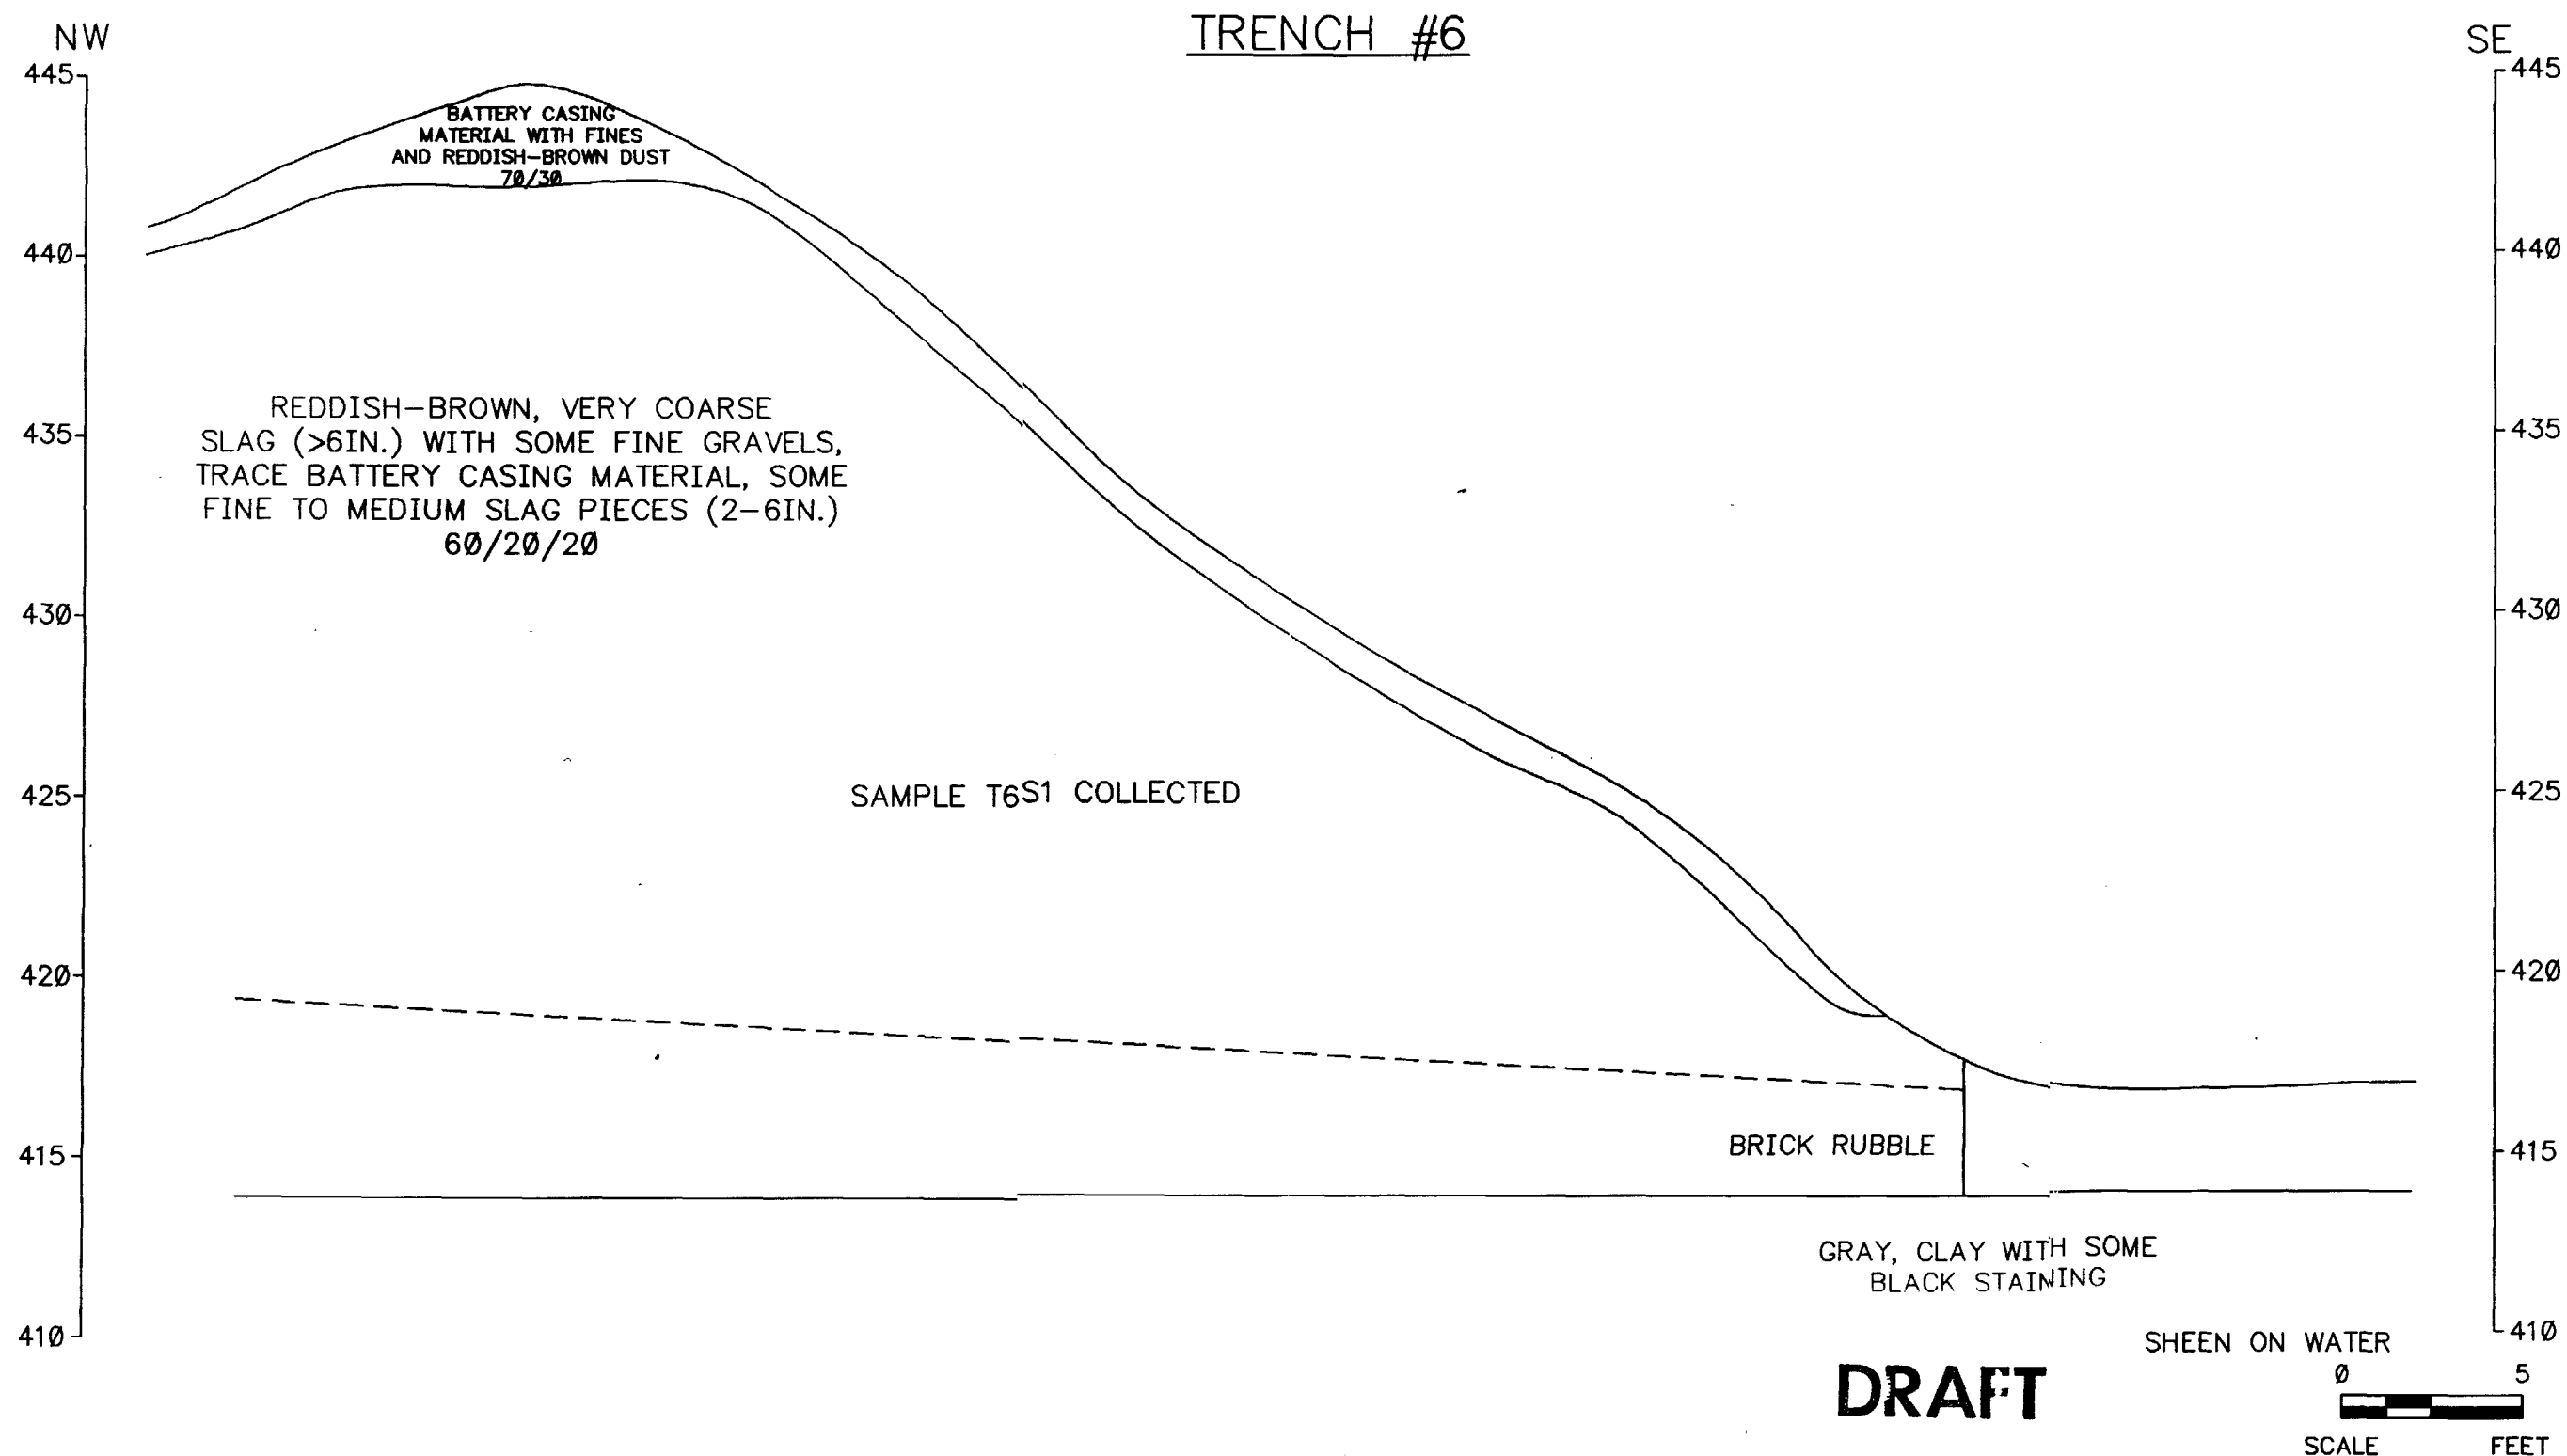 TRENCH #6
NW
SE
445
445
BATTERY CASING
MATERIAL WITH FINES
AND REDDISH-BROWN DUST
70/30
440
440
REDDISH-BROWN, VERY COARSE
SLAG (>6IN.) WITH SOME FINE GRAVELS,
TRACE BATTERY CASING MATERIAL, SOME
FINE TO MEDIUM SLAG PIECES (2-6IN.)
60/20/20
435
435
430
430
SAMPLE T6S1 COLLECTED
425
425
420
420
BRICK RUBBLE
415
415
GRAY, CLAY WITH SOME
BLACK STAINING
410
410
SHEEN ON WATER
DRAFT
0 5
SCALE FEET